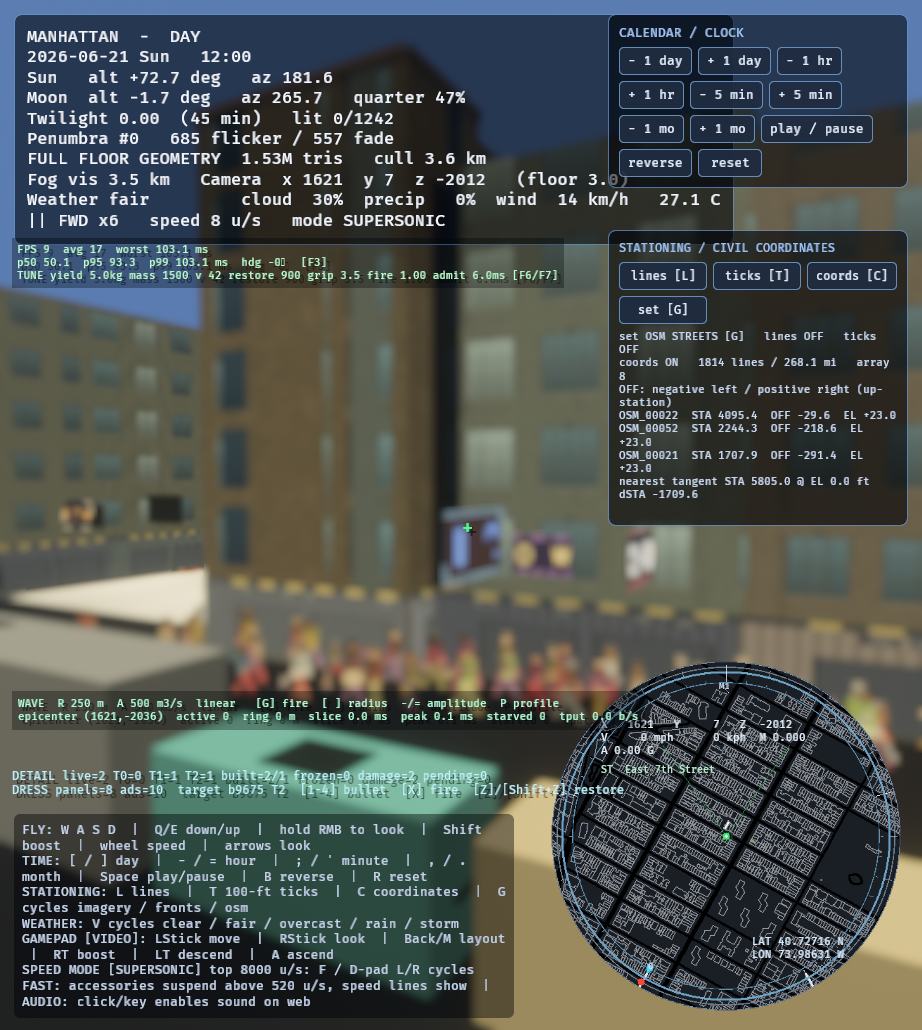 MANHATTAN - DAY
2026-06-21 Sun 12:00
Sun alt +72.7 deg az 181.6
Moon alt -1.7 deg az 265.7 quarter 47%
Twilight 0.00 (45 min) lit 0/1242
Penumbra #0 685 flicker / 557 fade
FULL FLOOR GEOMETRY 1.53M tris cull 3.6 km
Fog vis 3.5 km Camera x 1621 y 7 z -2012 (floor 3.0)
Weather fair cloud 30% precip 0% wind 14 km/h 27.1 C
|| FWD x6 speed 8 u/s mode SUPERSONIC
FPS 9 avg 17 worst 103.1 ms
p50 50.1 p95 93.3 p99 103.1 ms hdg -0▯ [F3]
TUNE yield 5.0kg mass 1500 v 42 restore 900 grip 3.5 fire 1.00 admit 6.0ms [F6/F7]
CALENDAR / CLOCK
- 1 day + 1 day - 1 hr
+ 1 hr - 5 min + 5 min
- 1 mo + 1 mo play / pause
reverse reset
STATIONING / CIVIL COORDINATES
lines [L] ticks [T] coords [C]
set [G]
set OSM STREETS [G] lines OFF ticks
OFF
coords ON 1814 lines / 268.1 mi array
8
OFF: negative left / positive right (up-
station)
OSM_00022 STA 4095.4 OFF -29.6 EL +23.0
OSM_00052 STA 2244.3 OFF -218.6 EL
+23.0
OSM_00021 STA 1707.9 OFF -291.4 EL
+23.0
nearest tangent STA 5805.0 @ EL 0.0 ft
dSTA -1709.6
WAVE R 250 m A 500 m3/s linear [G] fire [ ] radius -/= amplitude P profile
epicenter (1621,-2036) active 0 ring 0 m slice 0.0 ms peak 0.1 ms starved 0 tput 0.0 b/s
DETAIL live=2 T0=0 T1=1 T2=1 built=2/1 frozen=0 damage=2 pending=0
DRESS panels=8 ads=10 target b9675 T2 [1-4] bullet [X] fire [Z]/[Shift+Z] restore
X 1621 Y 7 Z -2012
V 0 mph 0 kph M 0.000
A 0.00 G
ST East 7th Street
LAT 40.72716 N
LON 73.98631 W
FLY: W A S D | Q/E down/up | hold RMB to look | Shift
boost | wheel speed | arrows look
TIME: [ / ] day | - / = hour | ; / ' minute | , / .
month | Space play/pause | B reverse | R reset
STATIONING: L lines | T 100-ft ticks | C coordinates | G
cycles imagery / fronts / osm
WEATHER: V cycles clear / fair / overcast / rain / storm
GAMEPAD [VIDEO]: LStick move | RStick look | Back/M layout
| RT boost | LT descend | A ascend
SPEED MODE [SUPERSONIC] top 8000 u/s: F / D-pad L/R cycles
FAST: accessories suspend above 520 u/s, speed lines show |
AUDIO: click/key enables sound on web